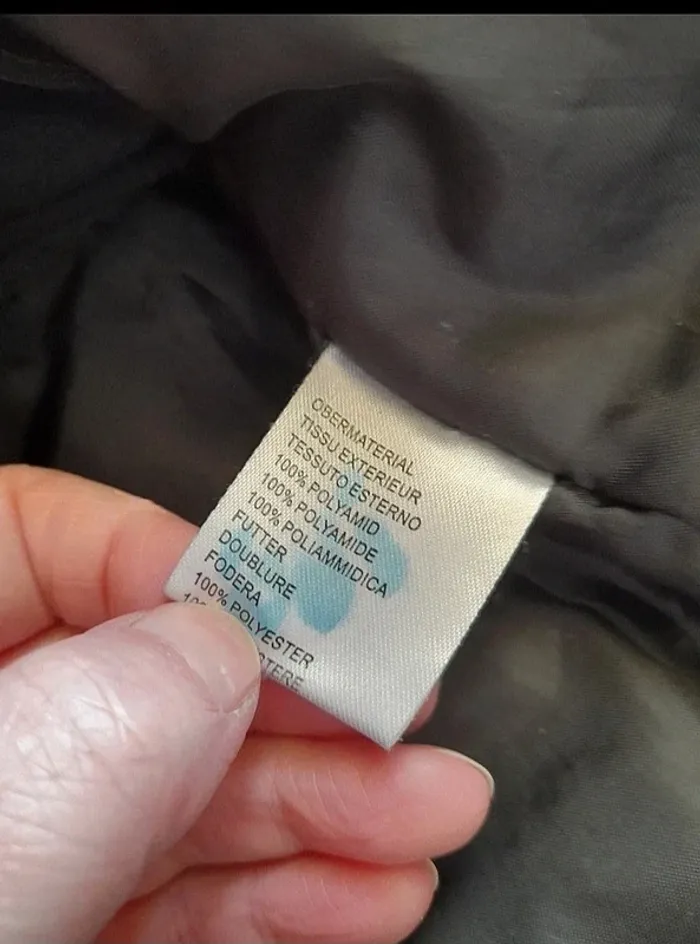 OBERMATERIAL
TISSU EXTERIEUR
TESSUTO ESTERNO
100% POLYAMID
100% POLYAMIDE
100% POLIAMMIDICA
FUTTER
DOUBLURE
FODERA
100% POLYESTER